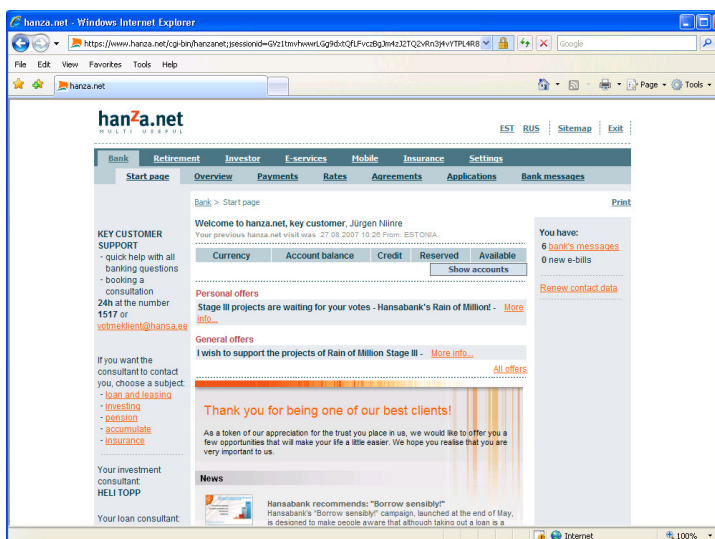 hanza.net - Windows Internet Explorer
https://www.hanza.net/cgi-bin/hanzanet;jsessionid=
Google
File Edit View Favorites Tools Help
hanza.net
Page Tools
hanza.net
MULTI USEFUL
EST RUS Sitemap Exit
Bank Retirement Investor E-services Mobile Insurance Settings
Start page Overview Payments Rates Agreements Applications Bank messages
Bank > Start page
Print
Welcome to hanza.net, key customer, Jürgen Niinre
Your previous hanza.net visit was 27.08.2007 10:26 From: ESTONIA
Currency Account balance Credit Reserved Available
Show accounts
Personal offers
Stage III projects are waiting for your votes - Hansabank's Rain of Million! - More
info...
General offers
I wish to support the projects of Rain of Million Stage III - More info...
All offers
KEY CUSTOMER
SUPPORT
- quick help with all
banking questions
- booking a
consultation
24h at the number
1517 or
votmeklient@hansa.ee
If you want the
consultant to contact
you, choose a subject:
- loan and leasing
- investing
- pension
- accumulate
- insurance
Your investment
consultant:
HELI TOPP
Your loan consultant:
You have:
6 bank's messages
0 new e-bills
Renew contact data
Thank you for being one of our best clients!
As a token of our appreciation for the trust you place in us, we would like to offer you a
few opportunities that will make your life a little easier. We hope you realise that you are
very important to us.
News
Hansabank recommends: "Borrow sensibly!"
Hansabank's "Borrow sensibly!" campaign, launched at the end of May,
is designed to make people aware that although taking out a loan is a
Internet
100%